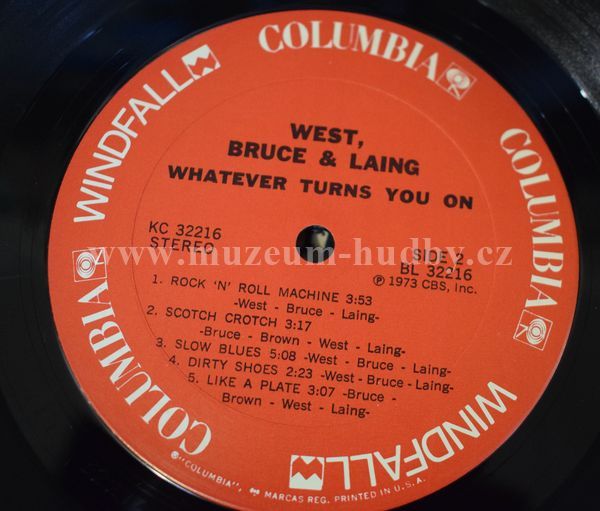 COLUMBIA
WINDFALL
COLUMBIA
WEST,
BRUCE & LAING
WHATEVER TURNS YOU ON
KC 32216
STEREO
SIDE 2
BL 32216
℗ 1973 CBS, Inc.
www.muzeum-hudby.cz
1. ROCK 'N' ROLL MACHINE 3:53
-West - Bruce - Laing-
2. SCOTCH CROTCH 3:17
-Bruce - Brown - West - Laing-
3. SLOW BLUES 5:08 -West - Bruce - Laing-
4. DIRTY SHOES 2:23 -West - Bruce - Laing-
5. LIKE A PLATE 3:07 -Bruce -
Brown - West - Laing-
COLUMBIA
WINDFALL
WINDFALL
®"COLUMBIA", MARCAS REG. PRINTED IN U.S.A.